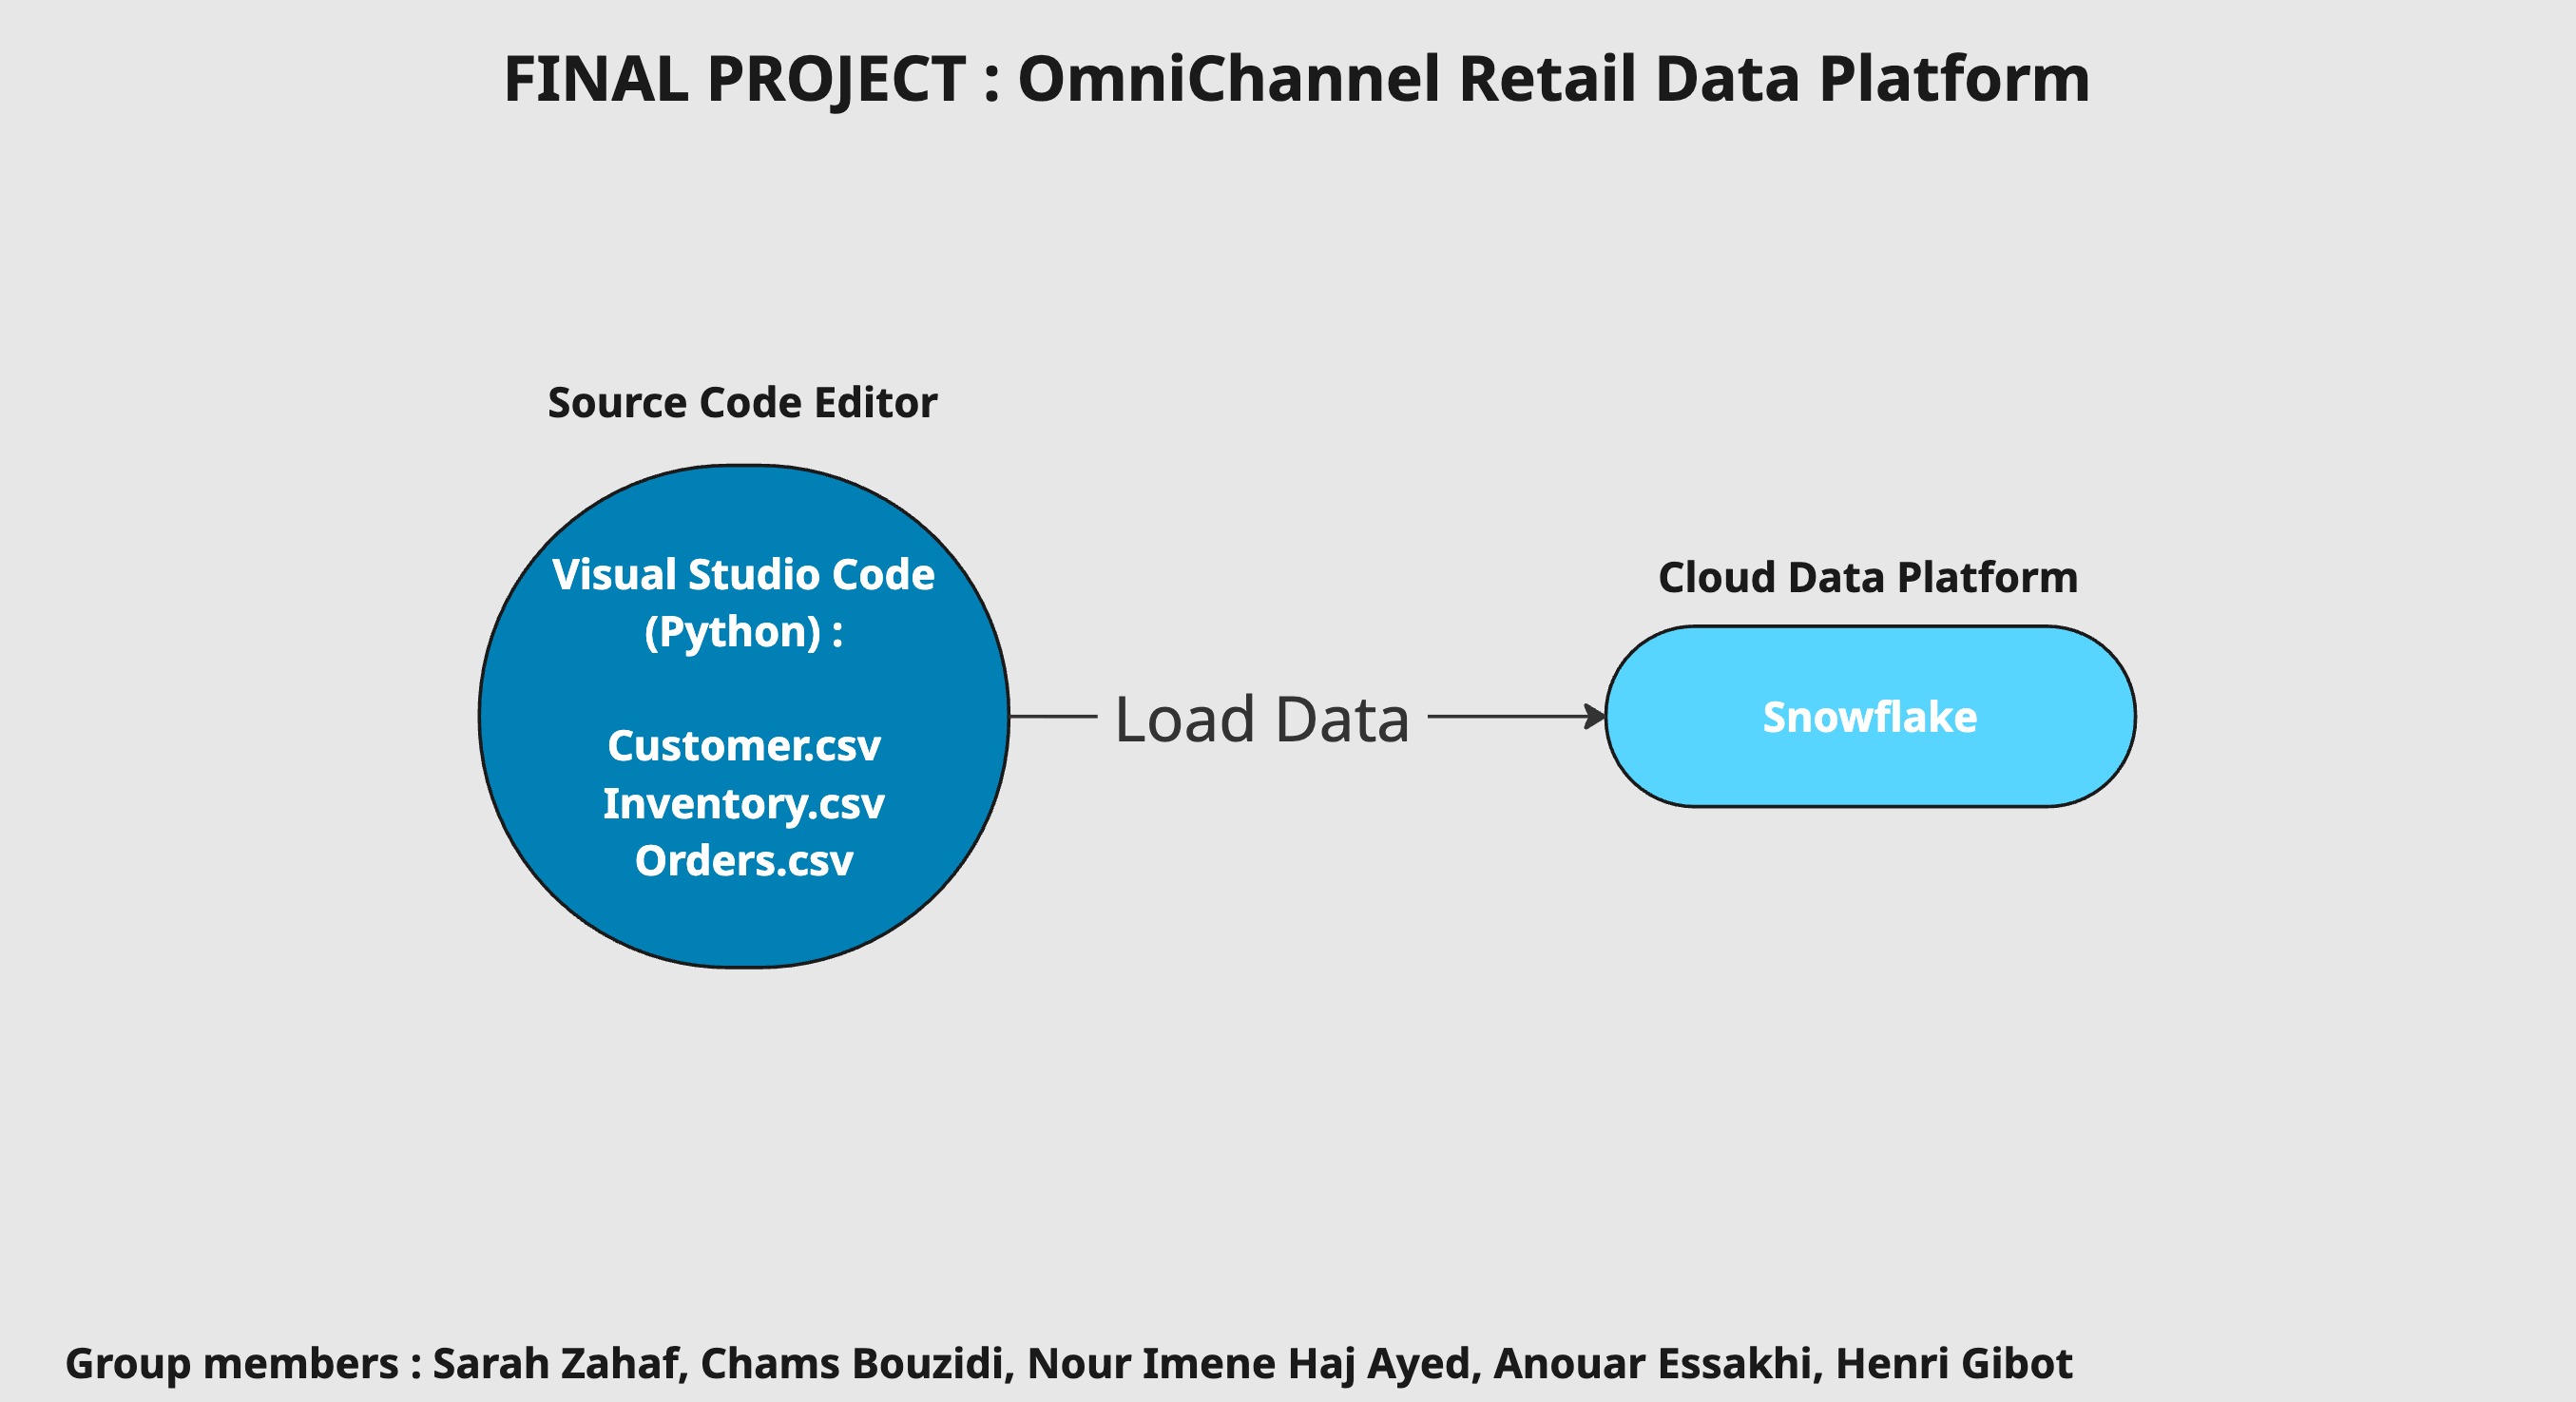 FINAL PROJECT : OmniChannel Retail Data Platform
Source Code Editor
Visual Studio Code
(Python) :
Customer.csv
Inventory.csv
Orders.csv
Load Data
Cloud Data Platform
Snowflake
Group members : Sarah Zahaf, Chams Bouzidi, Nour Imene Haj Ayed, Anouar Essakhi, Henri Gibot